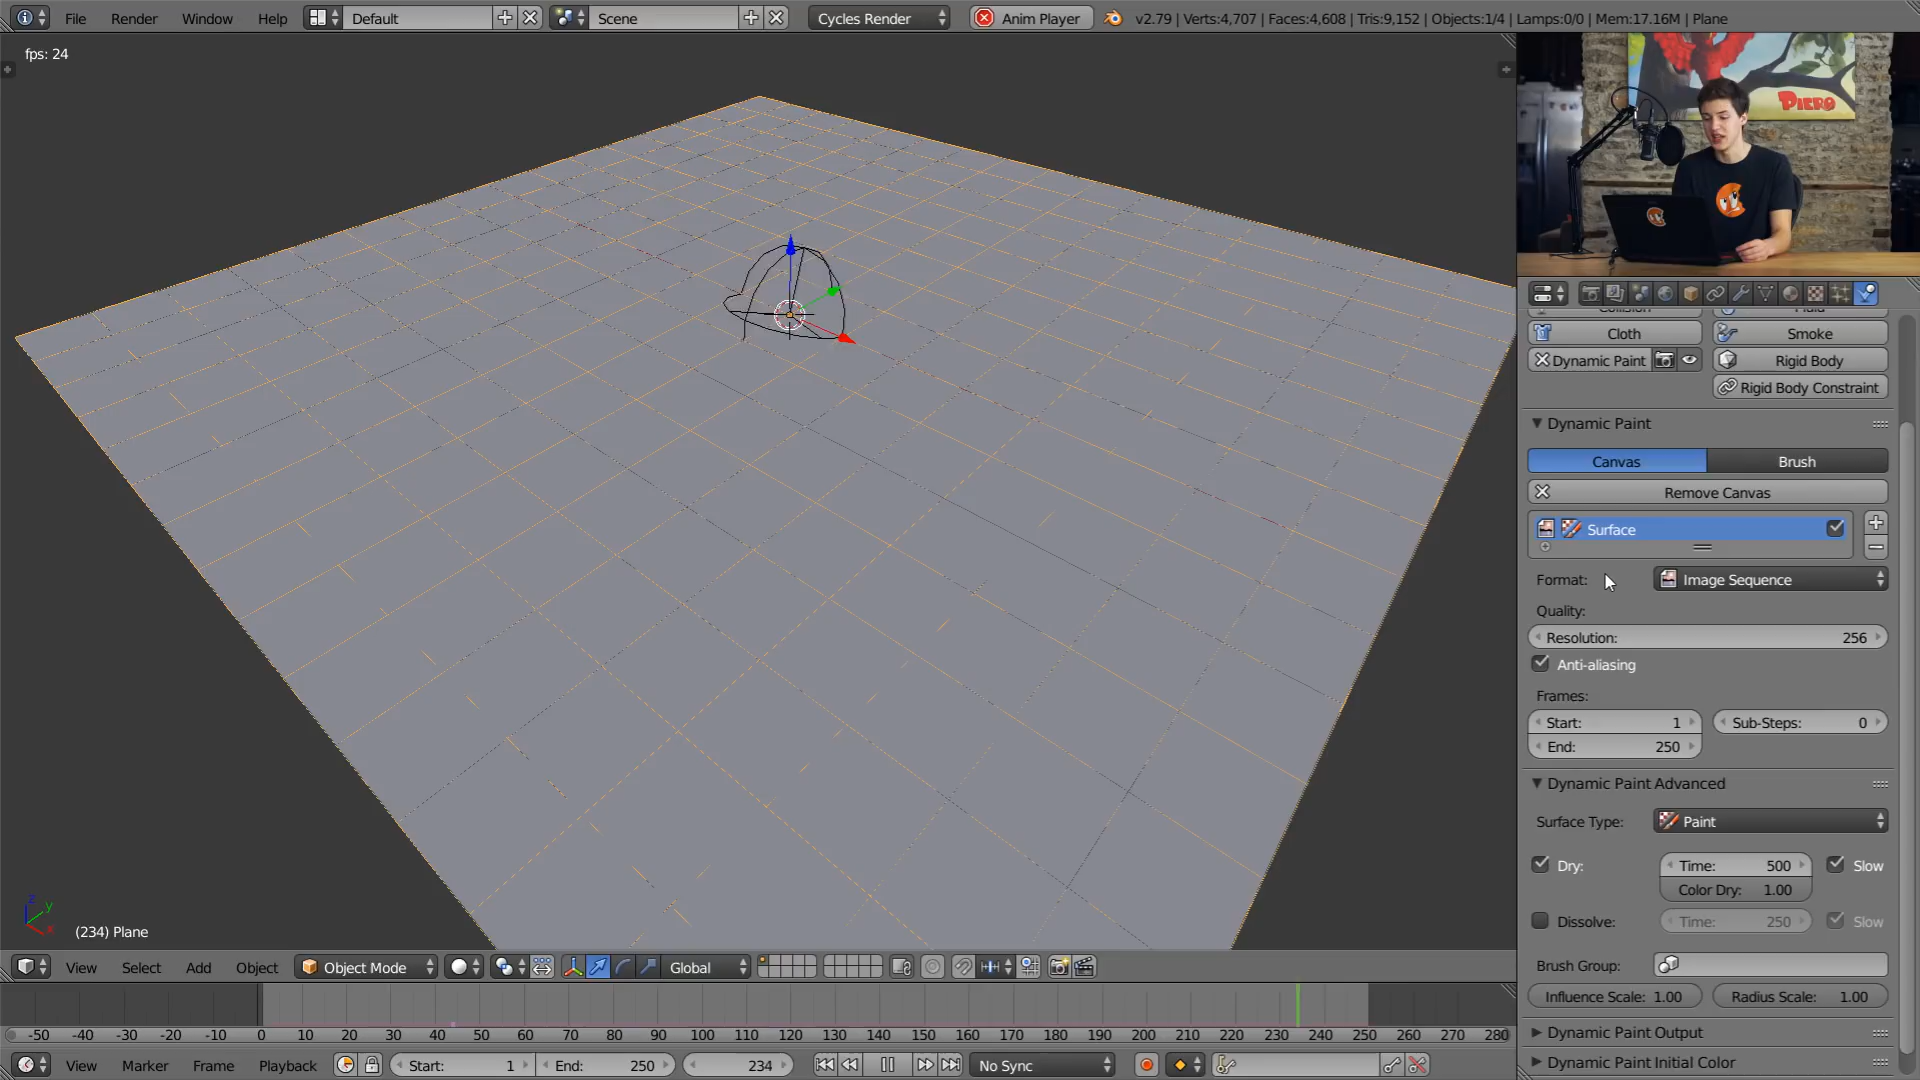 File Render Window Help Default Scene Cycles Render Anim Player v2.79 | Verts:4,707 | Faces:4,608 | Tris:9,152 | Objects:1/4 | Lamps:0/0 | Mem:17.16M | Plane
fps: 24
PIERO
Cloth Smoke
Dynamic Paint Rigid Body
Rigid Body Constraint
Dynamic Paint
Canvas Brush
Remove Canvas
Surface
Format: Image Sequence
Quality:
Resolution: 256
Anti-aliasing
Frames:
Start: 1 Sub-Steps: 0
End: 250
Dynamic Paint Advanced
Surface Type: Paint
Dry: Time: 500 Slow
Color Dry: 1.00
Dissolve: Time: 250 Slow
Brush Group:
Influence Scale: 1.00 Radius Scale: 1.00
Dynamic Paint Output
Dynamic Paint Initial Color
z
y
x
(234) Plane
View Select Add Object Object Mode Global
-50 -40 -30 -20 -10 0 10 20 30 40 50 60 70 80 90 100 110 120 130 140 150 160 170 180 190 200 210 220 230 240 250 260 270 280
View Marker Frame Playback Start: 1 End: 250 234 No Sync